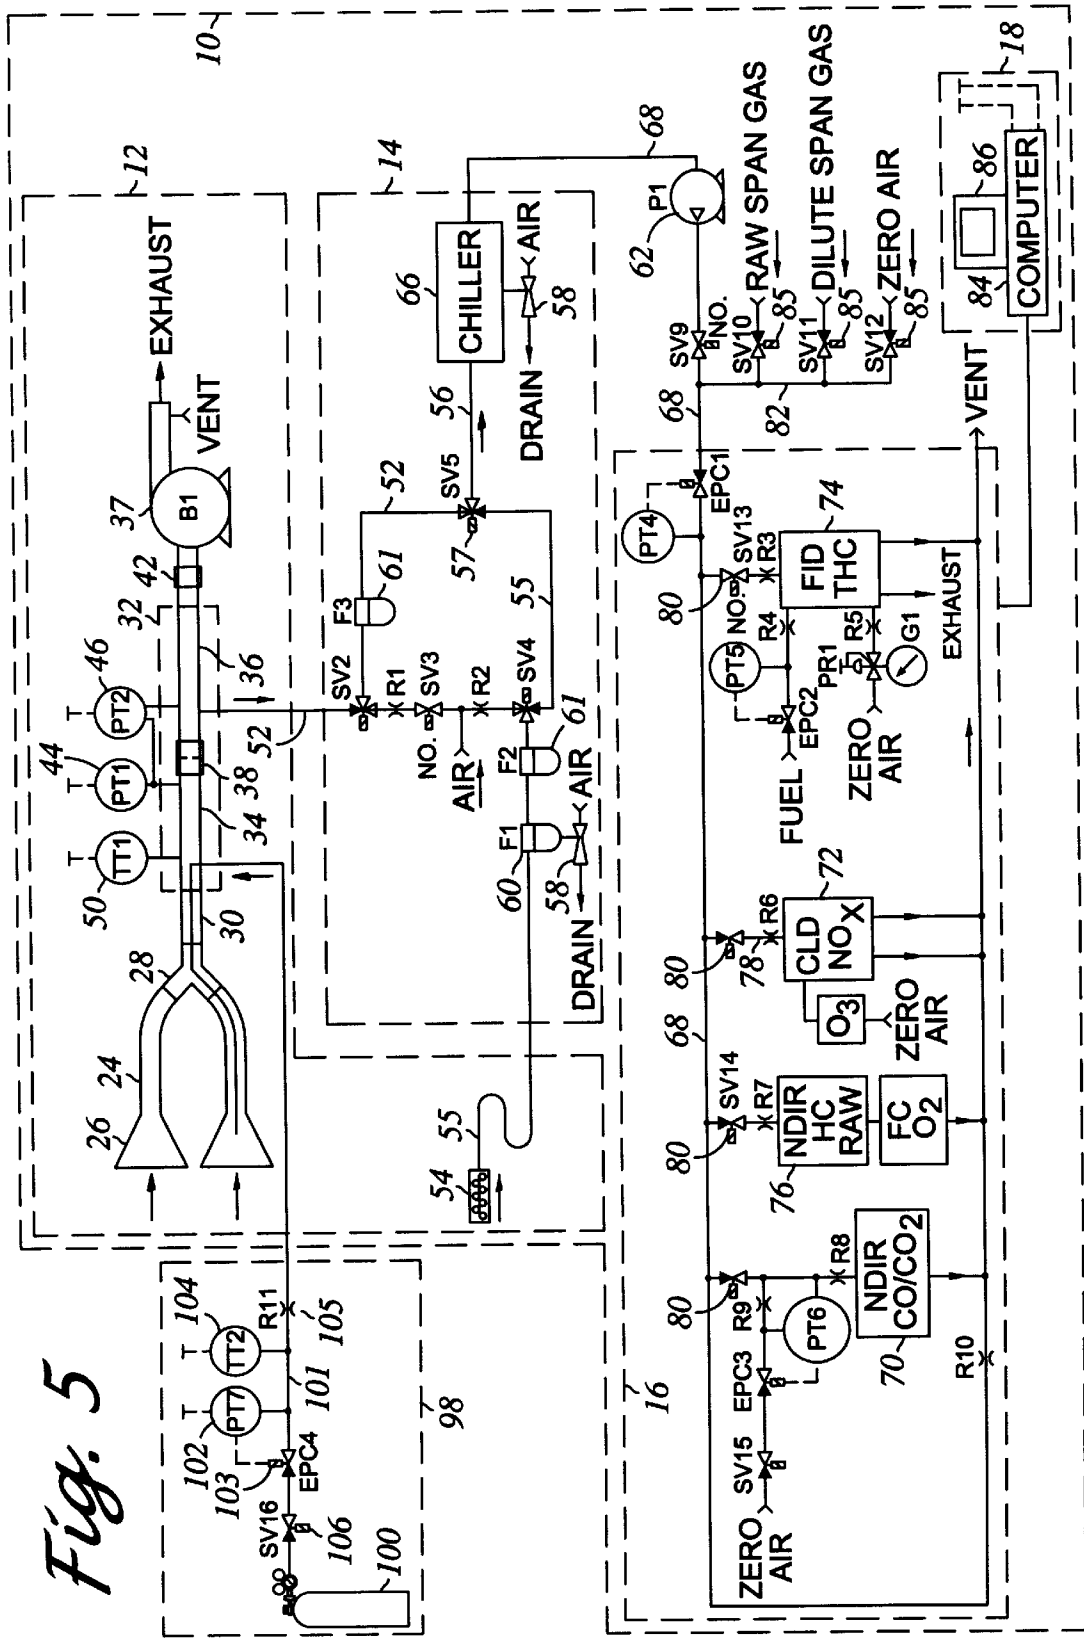 Fig. 5
10
12
EXHAUST
VENT
37
B1
42
32
36
46
PT2
44
PT1
38
34
50
TT1
30
28
24
26
52
14
68
CHILLER
66
AIR
58
DRAIN
56
SV5
57
52
55
61
F3
SV2
R1
SV3
NO.
AIR
R2
SV4
61
F2
AIR
F1
60
58
DRAIN
55
54
104
TT2
R11
105
101
PT7
102
103
EPC4
98
SV16
106
100
P1
62
SV9
NO.
RAW SPAN GAS
SV10
85
DILUTE SPAN GAS
SV11
85
ZERO AIR
SV12
85
82
68
18
86
84
COMPUTER
VENT
16
EPC1
PT4
SV13
80
NO.
R3
74
FID
THC
R4
PT5
EPC2
FUEL
R5
PR1
G1
ZERO
AIR
EXHAUST
80
R6
78
72
CLD
NOX
O3
ZERO
AIR
68
SV14
80
R7
NDIR
HC
RAW
76
FC
O2
80
R9
R8
PT6
EPC3
SV15
ZERO
AIR
NDIR
CO/CO2
70
R10